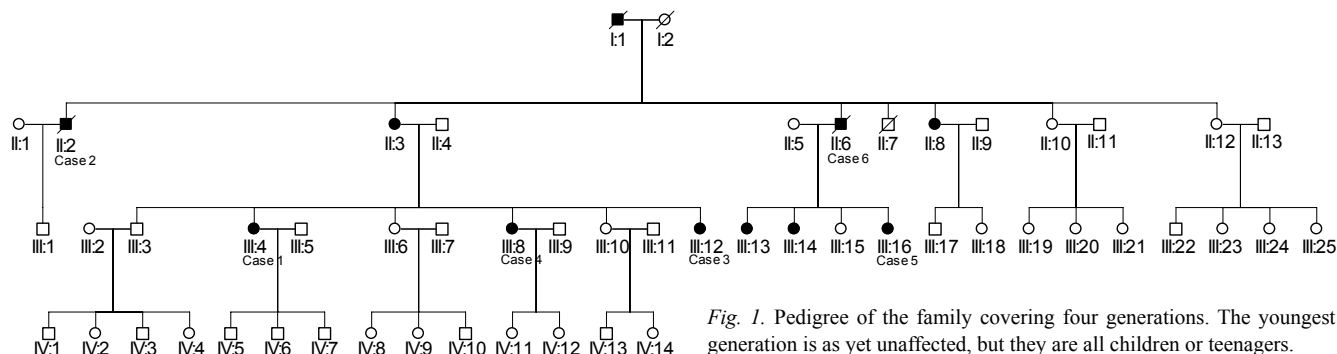 I:1 I:2
II:1 II:2 II:3 II:4 II:5 II:6 II:7 II:8 II:9 II:10 II:11 II:12 II:13
Case 2 Case 6
III:1 III:2 III:3 III:4 III:5 III:6 III:7 III:8 III:9 III:10 III:11 III:12 III:13 III:14 III:15 III:16 III:17 III:18 III:19 III:20 III:21 III:22 III:23 III:24 III:25
Case 1 Case 4 Case 3 Case 5
IV:1 IV:2 IV:3 IV:4 IV:5 IV:6 IV:7 IV:8 IV:9 IV:10 IV:11 IV:12 IV:13 IV:14
Fig. 1. Pedigree of the family covering four generations. The youngest
generation is as yet unaffected, but they are all children or teenagers.